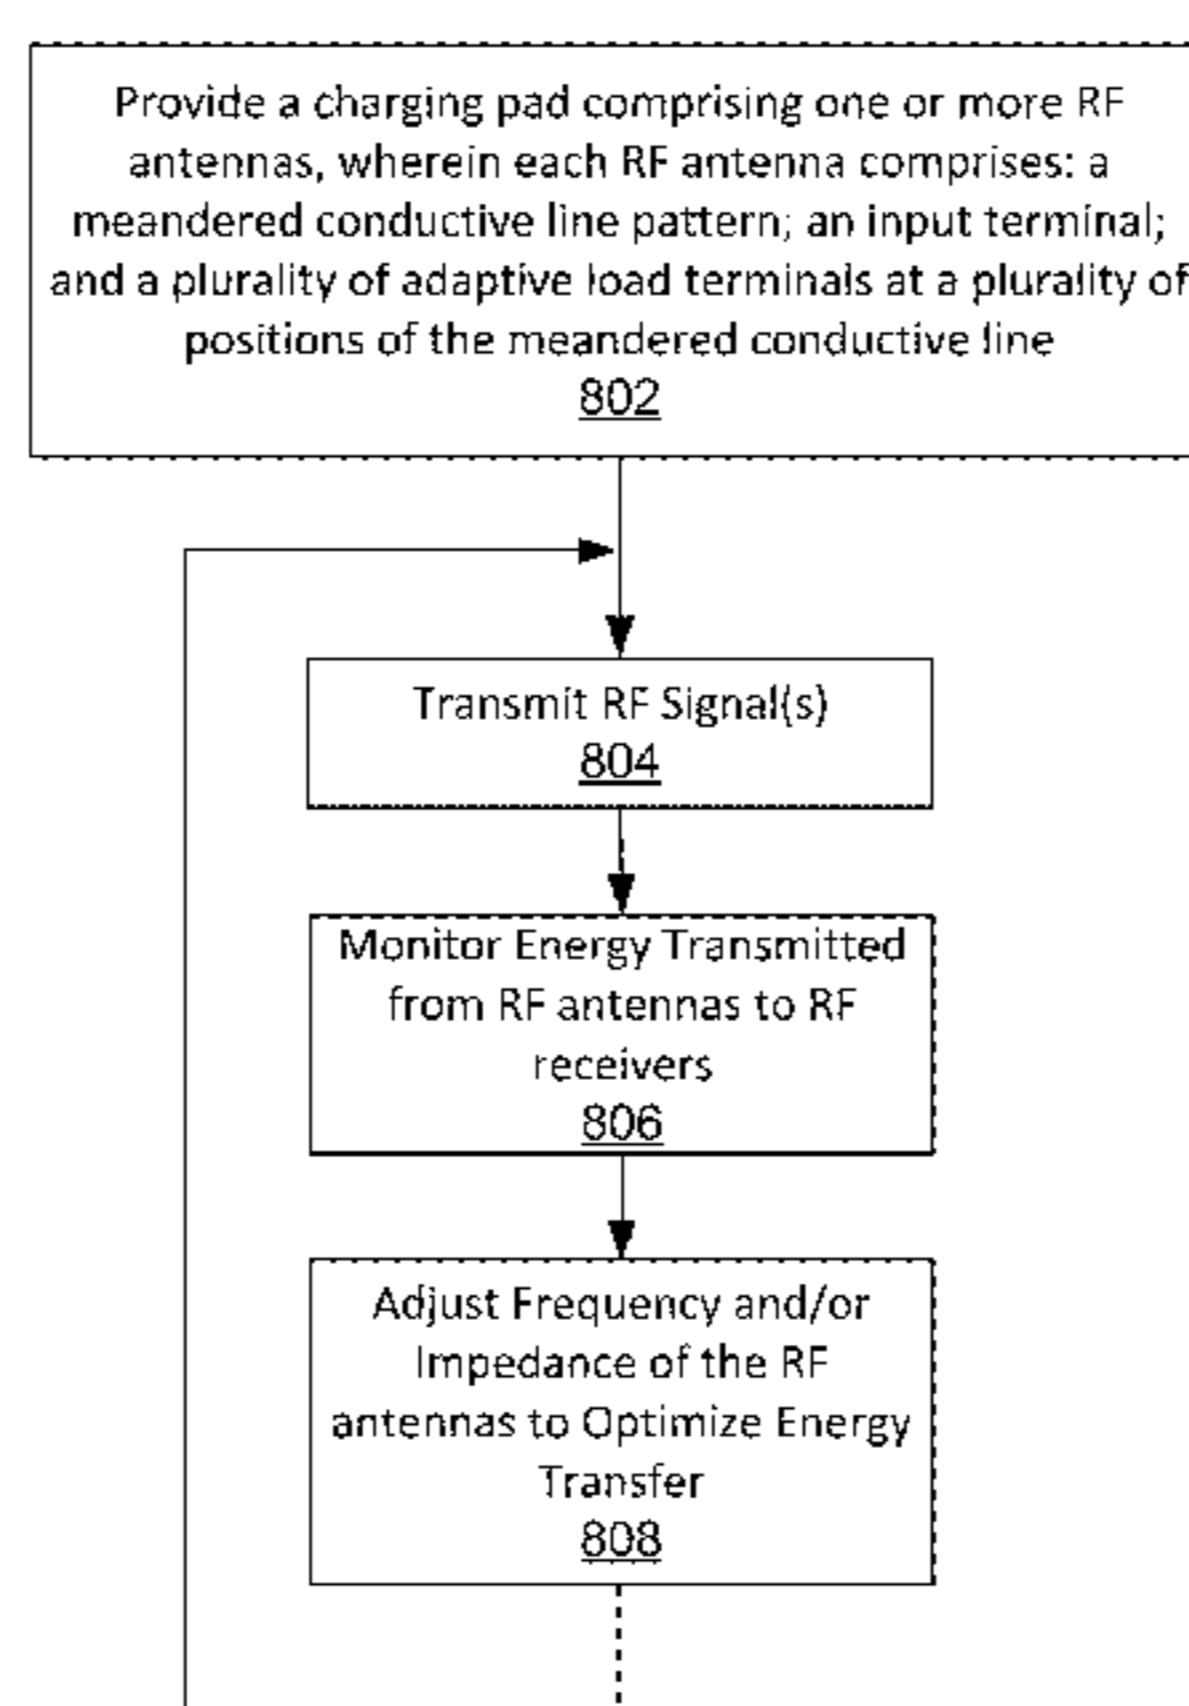 Provide a charging pad comprising one or more RF
antennas, wherein each RF antenna comprises: a
meandered conductive line pattern; an input terminal;
and a plurality of adaptive load terminals at a plurality of
positions of the meandered conductive line
802
Transmit RF Signal(s)
804
Monitor Energy Transmitted
from RF antennas to RF
receivers
806
Adjust Frequency and/or
Impedance of the RF
antennas to Optimize Energy
Transfer
808